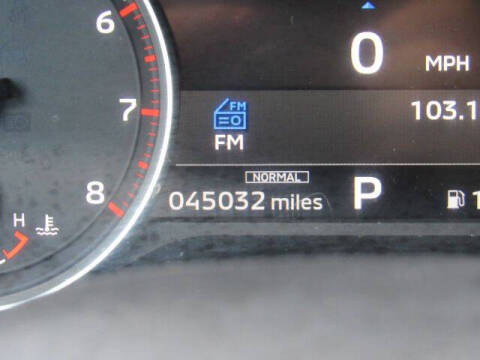 6
7
8
H
0 MPH
FM
103.1
FM
NORMAL
045032 miles
P